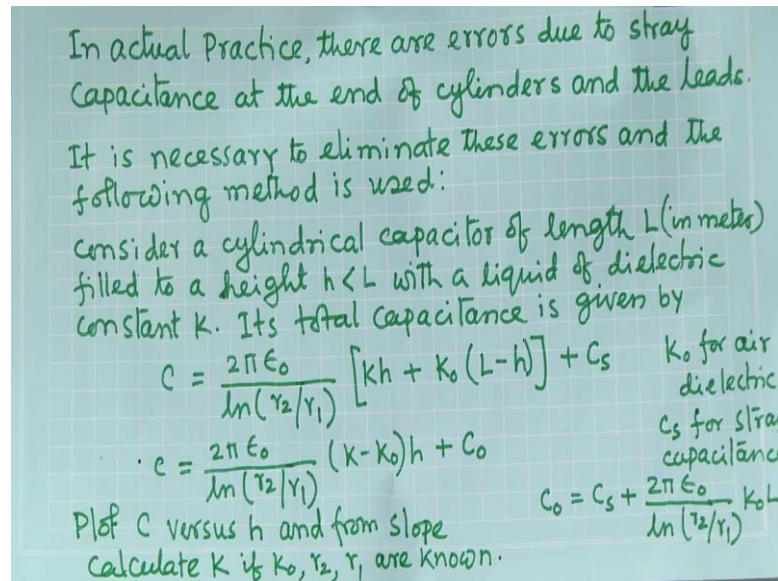 In actual Practice, there are errors due to stray
Capacitance at the end of cylinders and the leads.
It is necessary to eliminate these errors and the
following method is used:
Consider a cylindrical capacitor of length L (in meter)
filled to a height h < L with a liquid of dielectric
constant K. Its total capacitance is given by
C = 2π ε₀ / ln(r₂/r₁) [Kh + K₀ (L-h)] + Cs
K₀ for air
dielectric
Cs for stra
capacitance
C = 2π ε₀ / ln(r₂/r₁) (K-K₀)h + C₀
C₀ = Cs + 2π ε₀ / ln(r₂/r₁) K₀L
Plot C versus h and from slope
calculate K if K₀, r₂, r₁ are known.